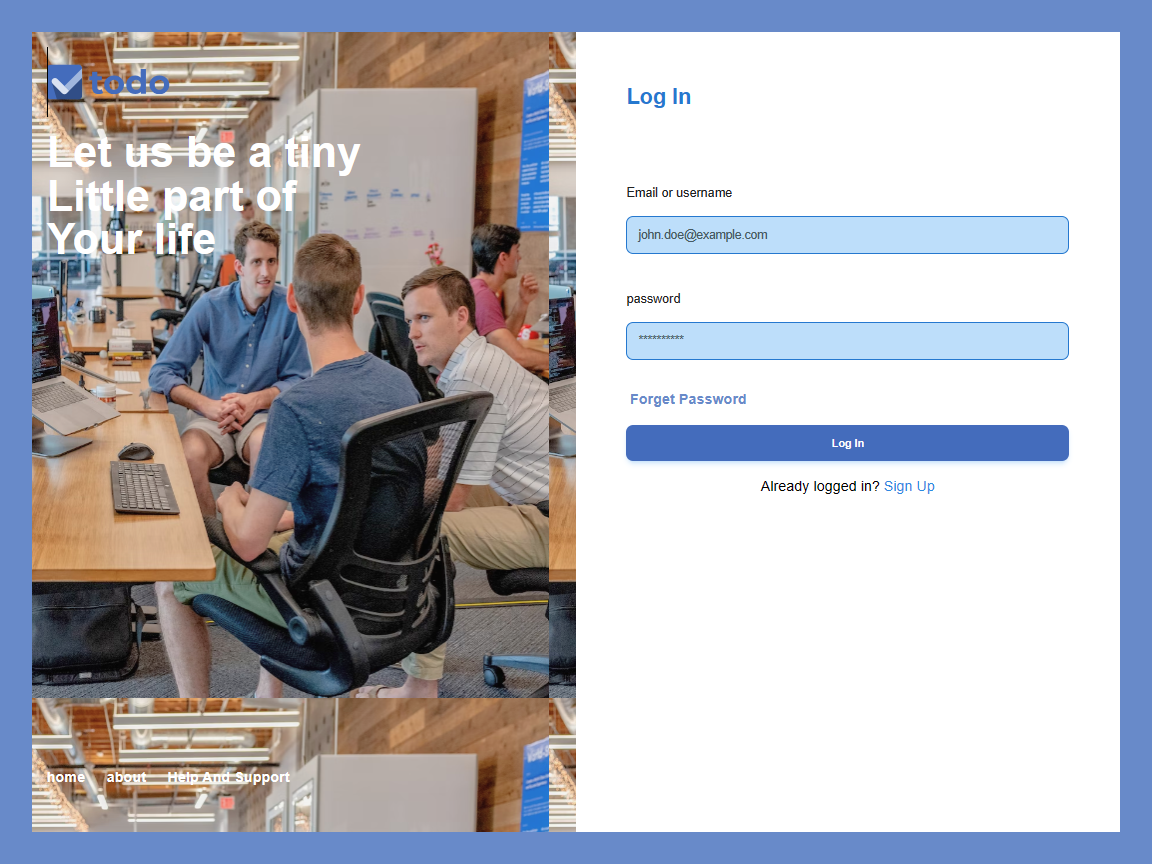 todo
Let us be a tiny
Little part of
Your life
home about Help And Support
Log In
Email or username
john.doe@example.com
password
**********
Forget Password
Log In
Already logged in? Sign Up